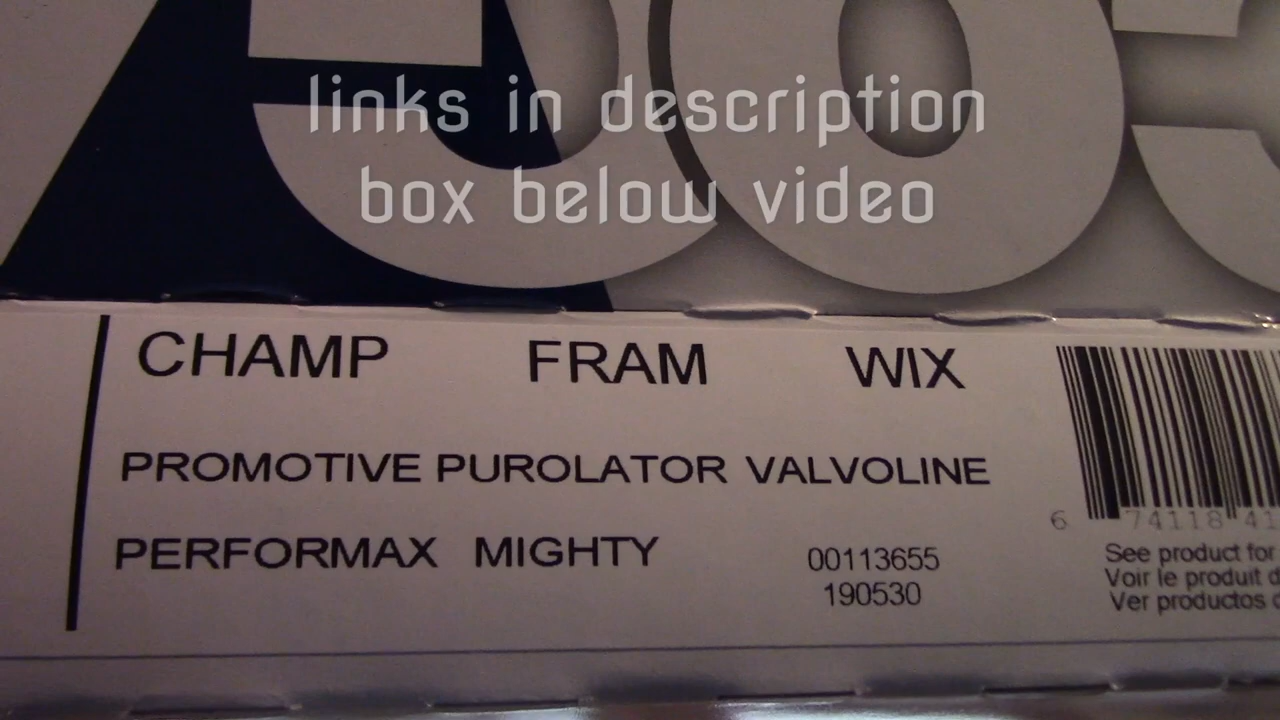 links in description
box below video
CHAMP FRAM WIX
PROMOTIVE PUROLATOR VALVOLINE
PERFORMAX MIGHTY
00113655
190530
6 74118 41
See product for
Voir le produit d
Ver productos